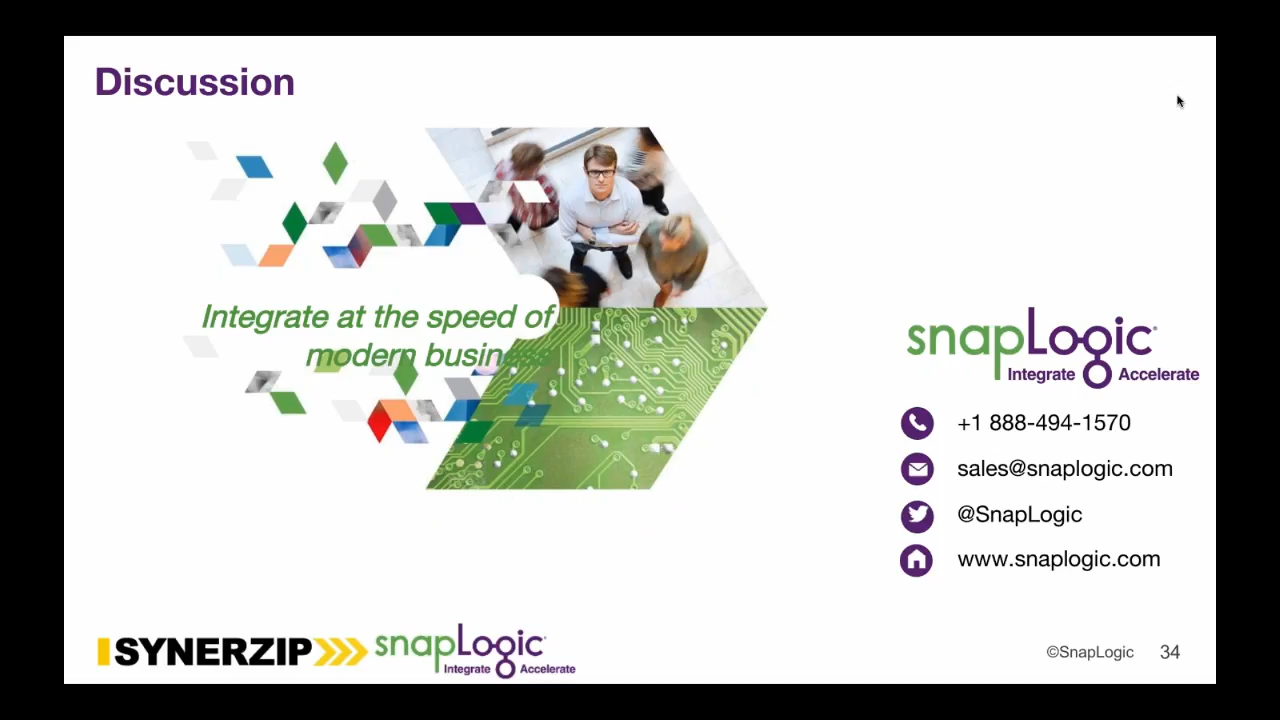 Discussion
Integrate at the speed of
modern business
snapLogic
Integrate Accelerate
+1 888-494-1570
sales@snaplogic.com
@SnapLogic
www.snaplogic.com
SYNERZIP
snapLogic
Integrate Accelerate
©SnapLogic 34